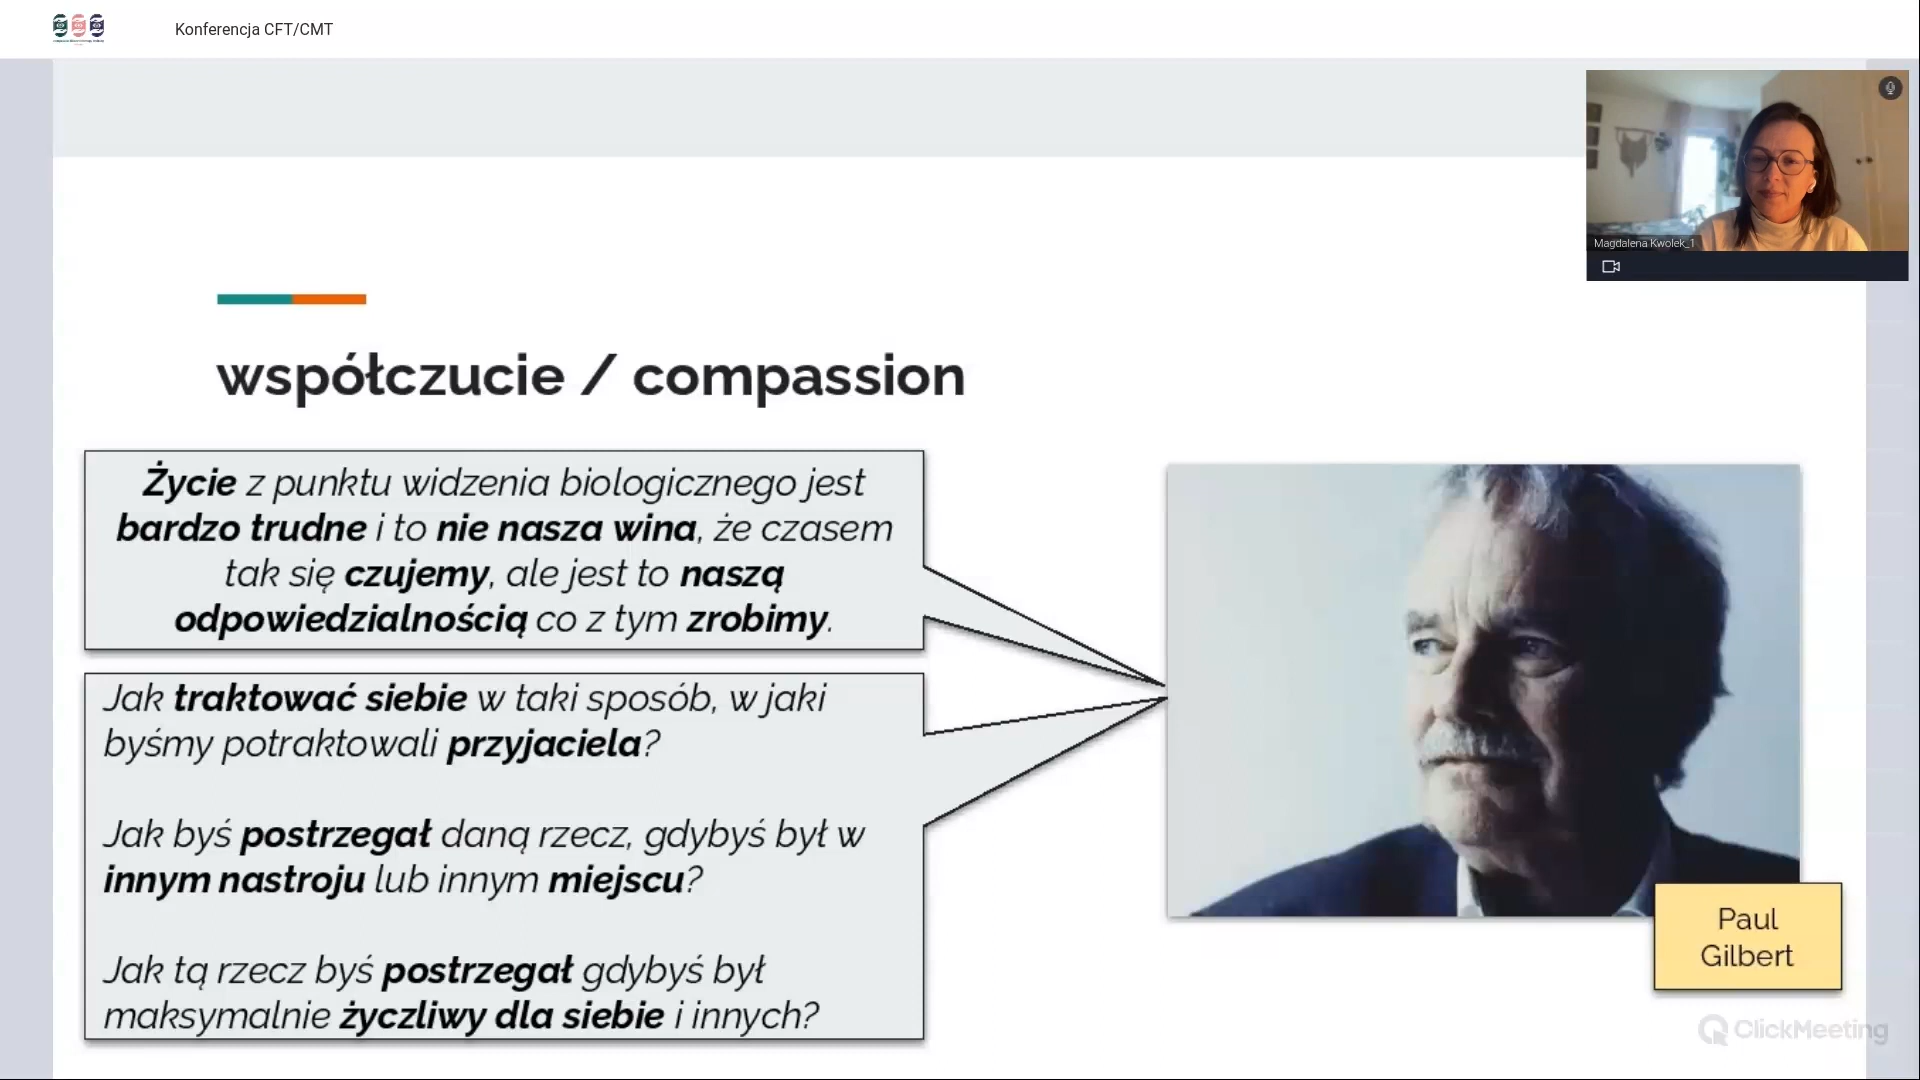 Konferencja CFT/CMT
Magdalena Kwolek_1
współczucie / compassion
Życie z punktu widzenia biologicznego jest
bardzo trudne i to nie nasza wina, że czasem
tak się czujemy, ale jest to naszą
odpowiedzialnością co z tym zrobimy.
Jak traktować siebie w taki sposób, w jaki
byśmy potraktowali przyjaciela?
Jak byś postrzegał daną rzecz, gdybyś był w
innym nastroju lub innym miejscu?
Jak tą rzecz byś postrzegał gdybyś był
maksymalnie życzliwy dla siebie i innych?
Paul
Gilbert
ClickMeeting